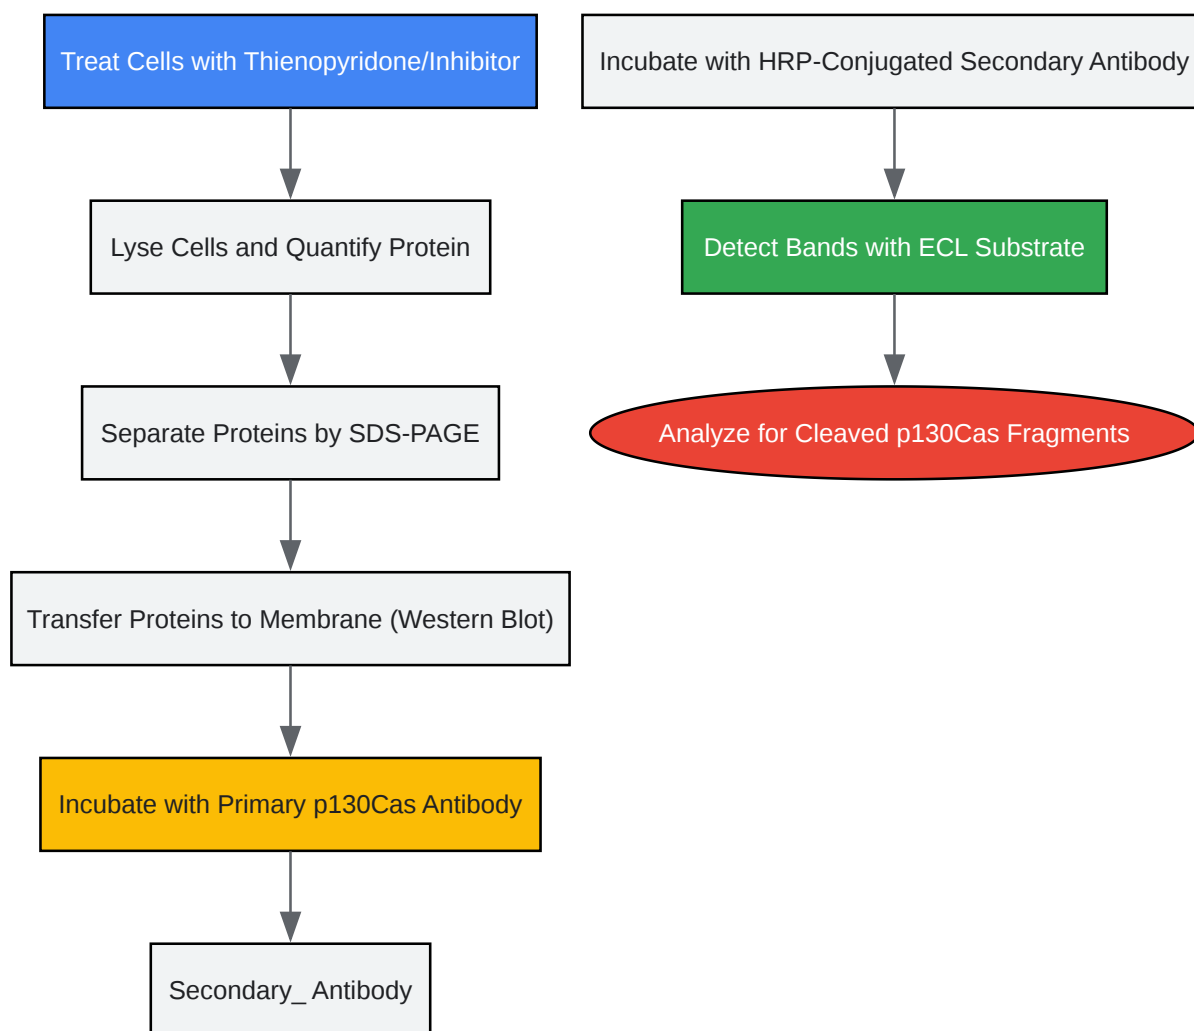 Treat Cells with Thienopyridone/Inhibitor
Lyse Cells and Quantify Protein
Separate Proteins by SDS-PAGE
Transfer Proteins to Membrane (Western Blot)
Incubate with Primary p130Cas Antibody
Secondary_ Antibody
Incubate with HRP-Conjugated Secondary Antibody
Detect Bands with ECL Substrate
Analyze for Cleaved p130Cas Fragments